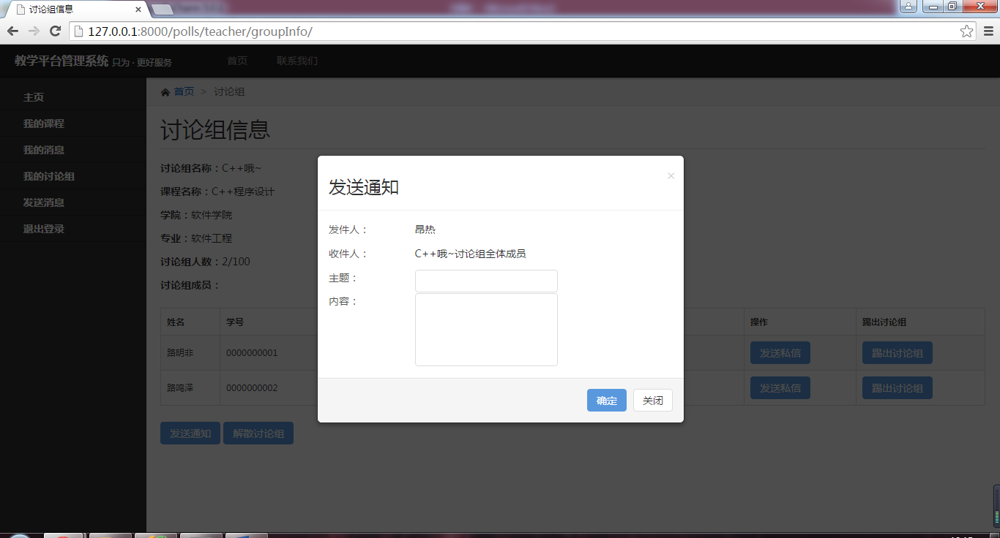 讨论组信息
127.0.0.1:8000/polls/teacher/groupInfo/
教学平台管理系统 只为 · 更好服务 首页 联系我们
主页
我的课程
我的消息
我的讨论组
发送消息
退出登录
首页 > 讨论组
讨论组信息
讨论组名称：C++哦~
课程名称：C++程序设计
学院：软件学院
专业：软件工程
讨论组人数：2/100
讨论组成员：
姓名 学号 操作 踢出讨论组
路明非 0000000001 发送私信 踢出讨论组
路鸣泽 0000000002 发送私信 踢出讨论组
发送通知 解散讨论组
发送通知 ×
发件人： 昂热
收件人： C++哦~讨论组全体成员
主题：
内容：
确定 关闭